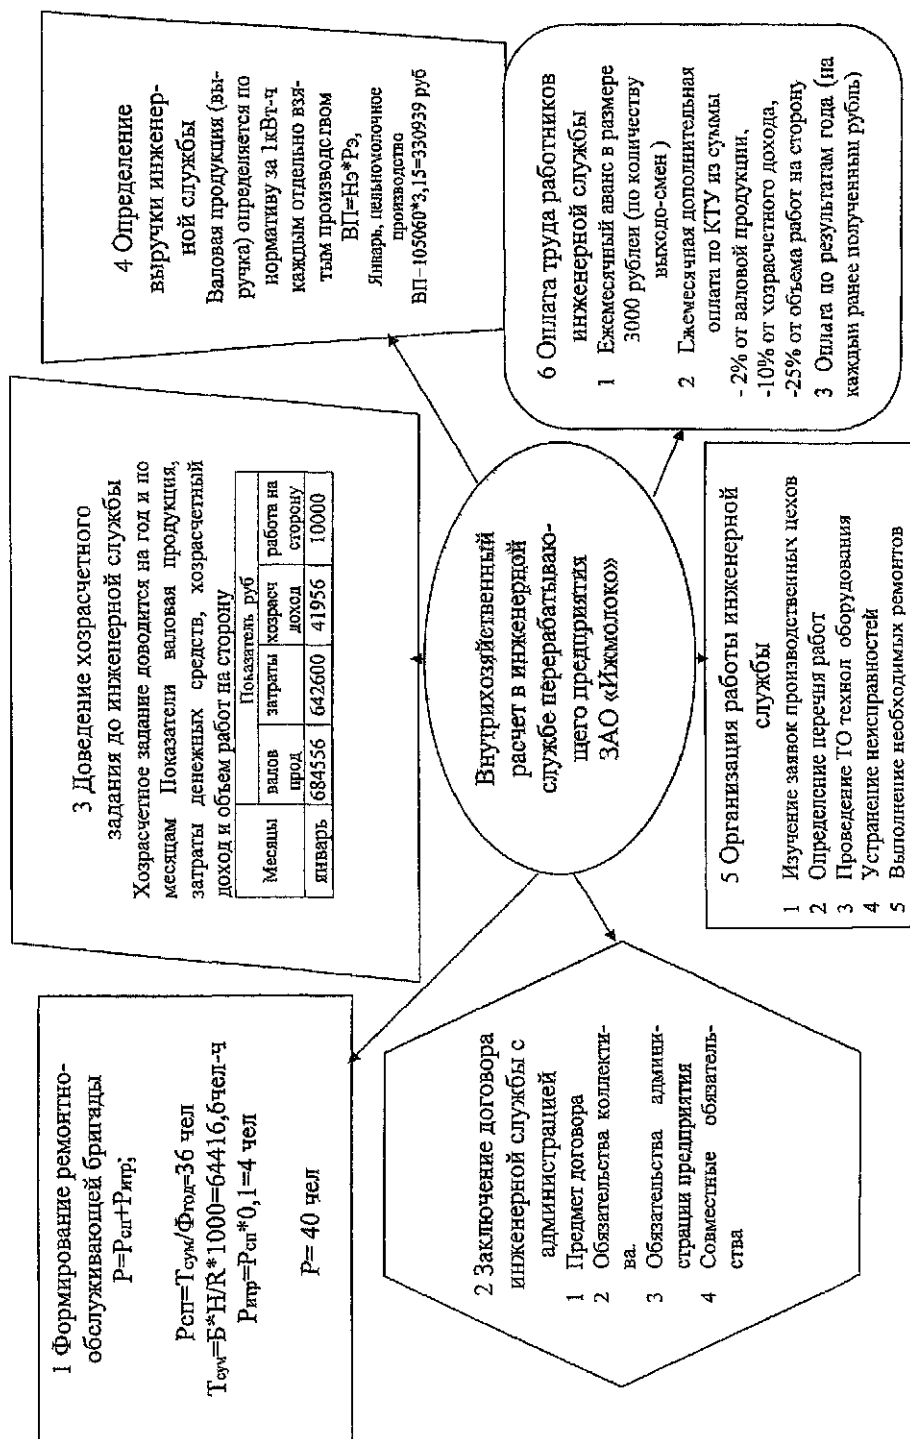 1 Формирование ремонтно-
обслуживающей бригады
Р=Рсп+Ритр;
Рсп=Тсум/Фгод=36 чел
Тсум=Б*Н/R*1000=64416,6чел-ч
Ритр=Рсп*0,1=4 чел
Р= 40 чел
2 Заключение договора
инженерной службы с
администрацией
1 Предмет договора
2 Обязательства коллекти-
ва.
3 Обязательства админи-
страции предприятия
4 Совместные обязатель-
ства
3 Доведение хозрасчетного
задания до инженерной службы
Хозрасчетное задание доводится на год и по
месяцам Показатели валовая продукция,
затраты денежных средств, хозрасчетный
доход и объем работ на сторону
Месяцы Показатель руб
валов прод затраты хозрасч доход работа на сторону
январь 684556 642600 41956 10000
Внутрихозяйственный
расчет в инженерной
службе перерабатываю-
щего предприятия
ЗАО «Ижмолоко»
4 Определение
выручки инженер-
ной службы
Валовая продукция (вы-
ручка) определяется по
нормативу за 1кВт-ч
каждым отдельно взя-
тым производством
ВП=Нэ*Рэ,
Январь, цельномолочное
производство
ВП=105060*3,15=330939 руб
5 Организация работы инженерной
службы
1 Изучение заявок производственных цехов
2 Определение перечня работ
3 Проведение ТО технол оборудования
4 Устранение неисправностей
5 Выполнение необходимых ремонтов
6 Оплата труда работников
инженерной службы
1 Ежемесячный аванс в размере
3000 рублей (по количеству
выходо-смен )
2 Ежемесячная дополнительная
оплата по КТУ из суммы
- 2% от валовой продукции,
-10% от хозрасчетного дохода,
-25% от объема работ на сторону
3 Оплата по результатам года (на
каждый ранее полученный рубль)